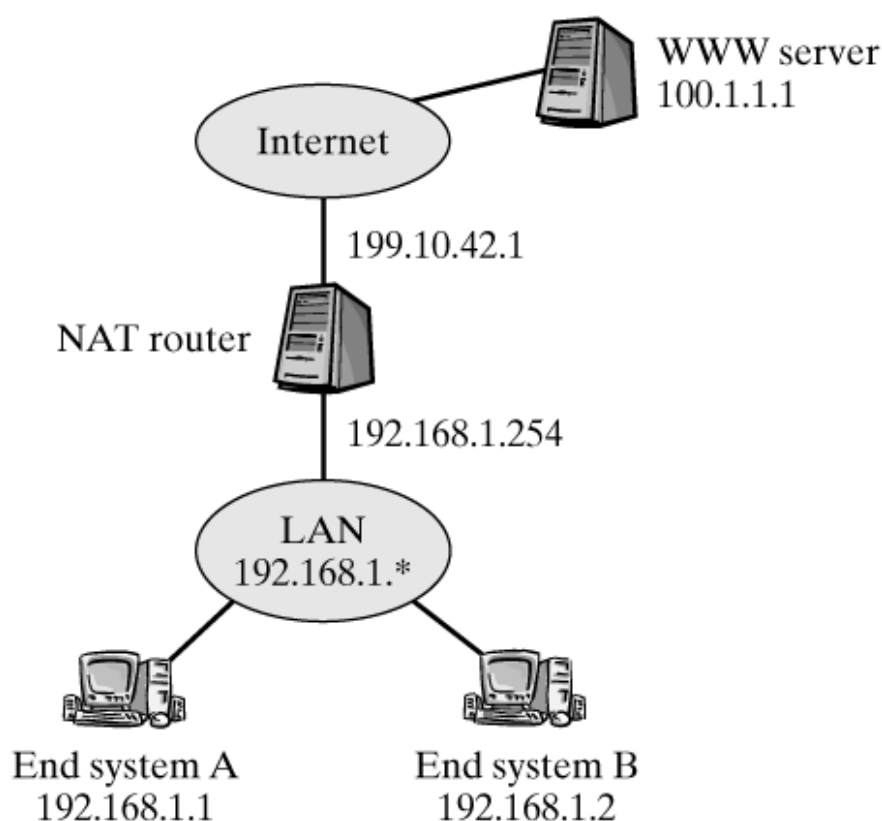 WWW server
100.1.1.1
Internet
199.10.42.1
NAT router
192.168.1.254
LAN
192.168.1.*
End system A
192.168.1.1
End system B
192.168.1.2